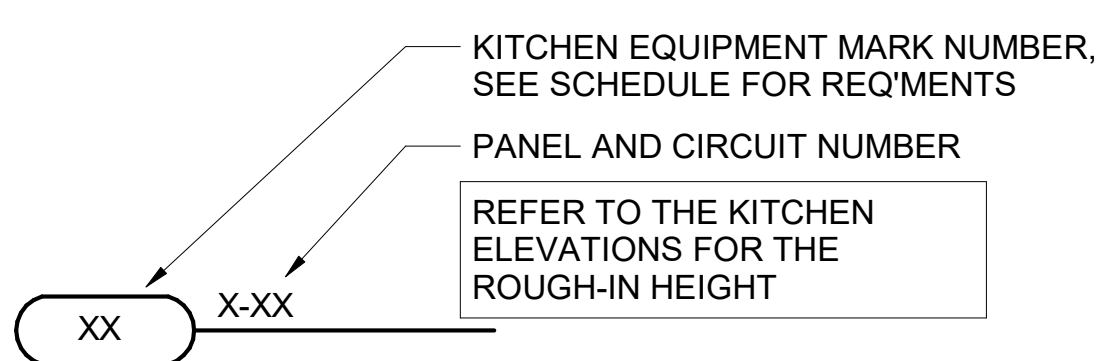 KITCHEN EQUIPMENT MARK NUMBER,
SEE SCHEDULE FOR REQ'MENTS
PANEL AND CIRCUIT NUMBER
REFER TO THE KITCHEN
ELEVATIONS FOR THE
ROUGH-IN HEIGHT
X-XX
XX